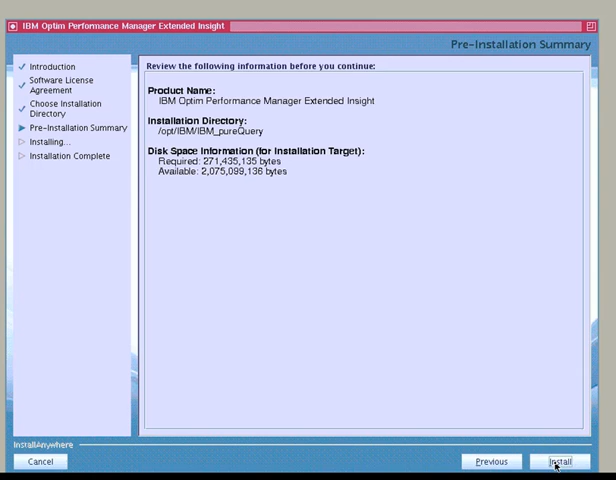 IBM Optim Performance Manager Extended Insight
Pre-Installation Summary
Introduction
Software License
Agreement
Choose Installation
Directory
Pre-Installation Summary
Installing...
Installation Complete
Review the following information before you continue:
Product Name:
IBM Optim Performance Manager Extended Insight
Installation Directory:
/opt/IBM/IBM_pureQuery
Disk Space Information (for Installation Target):
Required: 271,435,135 bytes
Available: 2,075,099,136 bytes
InstallAnywhere
Cancel
Previous
Install